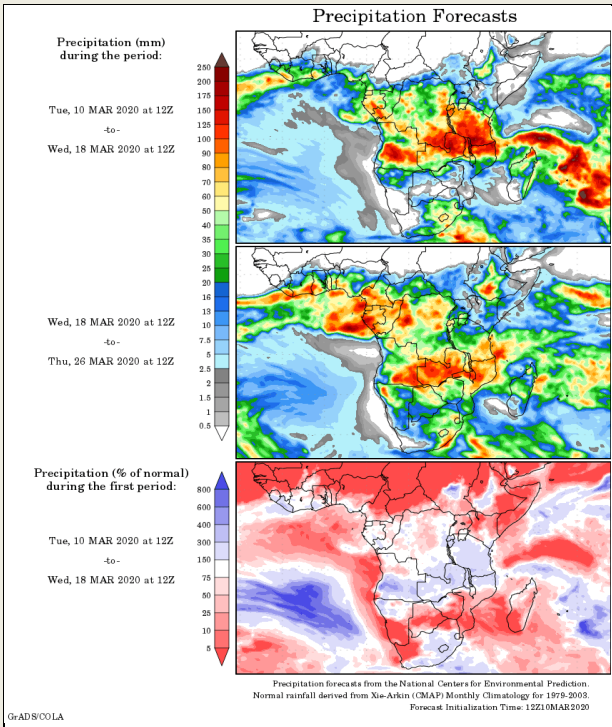 Precipitation Forecasts
Precipitation (mm)
during the period:
Tue, 10 MAR 2020 at 12Z
-to-
Wed, 18 MAR 2020 at 12Z
250
200
175
150
125
100
90
80
70
60
50
40
35
30
25
20
16
13
10
7.5
5
2.5
2
1.5
1
0.5
Wed, 18 MAR 2020 at 12Z
-to-
Thu, 26 MAR 2020 at 12Z
Precipitation (% of normal)
during the first period:
Tue, 10 MAR 2020 at 12Z
-to-
Wed, 18 MAR 2020 at 12Z
800
600
400
300
150
75
50
25
10
5
Precipitation forecasts from the National Centers for Environmental Prediction.
Normal rainfall derived from Xie-Arkin (CMAP) Monthly Climatology for 1979-2003.
Forecast Initialization Time: 12Z10MAR2020
GrADS/COLA